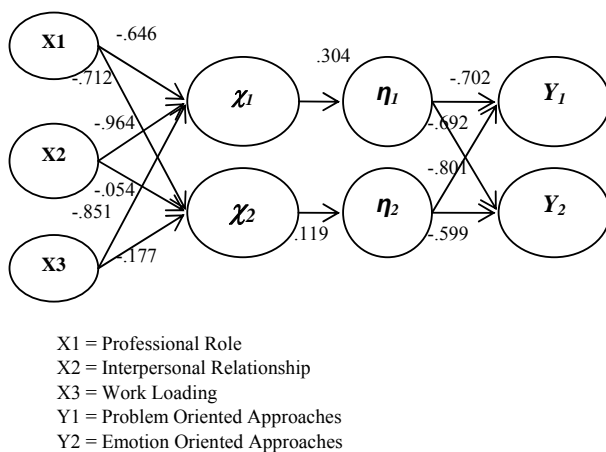 X1
-.646
-.712
χ1
.304
η1
-.702
Y1
-.964
-.692
X2
-.801
-.054
-.851
χ2
.119
η2
-.599
Y2
X3
-.177
X1 = Professional Role
X2 = Interpersonal Relationship
X3 = Work Loading
Y1 = Problem Oriented Approaches
Y2 = Emotion Oriented Approaches